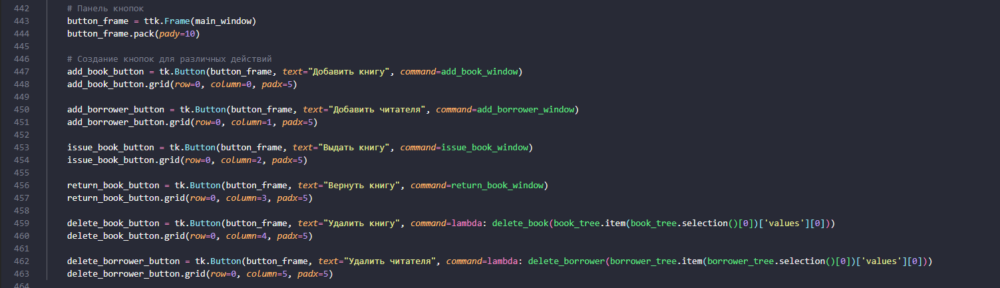 442 # Панель кнопок
443 button_frame = ttk.Frame(main_window)
444 button_frame.pack(pady=10)
445
446 # Создание кнопок для различных действий
447 add_book_button = tk.Button(button_frame, text="Добавить книгу", command=add_book_window)
448 add_book_button.grid(row=0, column=0, padx=5)
449
450 add_borrower_button = tk.Button(button_frame, text="Добавить читателя", command=add_borrower_window)
451 add_borrower_button.grid(row=0, column=1, padx=5)
452
453 issue_book_button = tk.Button(button_frame, text="Выдать книгу", command=issue_book_window)
454 issue_book_button.grid(row=0, column=2, padx=5)
455
456 return_book_button = tk.Button(button_frame, text="Вернуть книгу", command=return_book_window)
457 return_book_button.grid(row=0, column=3, padx=5)
458
459 delete_book_button = tk.Button(button_frame, text="Удалить книгу", command=lambda: delete_book(book_tree.item(book_tree.selection()[0])['values'][0]))
460 delete_book_button.grid(row=0, column=4, padx=5)
461
462 delete_borrower_button = tk.Button(button_frame, text="Удалить читателя", command=lambda: delete_borrower(borrower_tree.item(borrower_tree.selection()[0])['values'][0]))
463 delete_borrower_button.grid(row=0, column=5, padx=5)
464